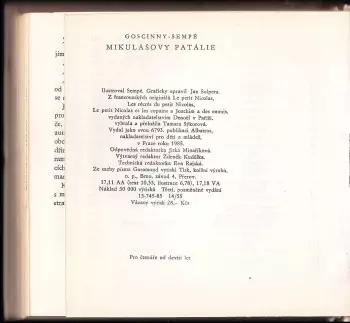 GOSCINNY-SEMPÉ
MIKULÁŠOVY PATÁLIE
Ilustroval Sempé. Graficky upravil Jan Solpera.
Z francouzských originálů Le petit Nicolas,
Les récrés du petit Nicolas,
Le petit Nicolas et les copains a Joachim a des ennuis,
vydaných nakladatelstvím Denoël v Paříži,
vybrala a přeložila Tamara Sýkorová.
Vydal jako svou 6793. publikaci Albatros,
nakladatelství pro děti a mládež,
v Praze roku 1985.
Odpovědná redaktorka Jitka Minaříková.
Výtvarný redaktor Zdeněk Kudělka.
Technická redaktorka Eva Rajská.
Ze sazby písma Garamond vytiskl Tisk, knižní výroba,
n. p., Brno, závod 4, Přerov.
17,11 AA (text 10,33, ilustrace 6,78), 17,18 VA
Náklad 50 000 výtisků Třetí, pozměněné vydání
13-745-85 14/55
Vázaný výtisk 28,— Kčs
Pro čtenáře od devíti let